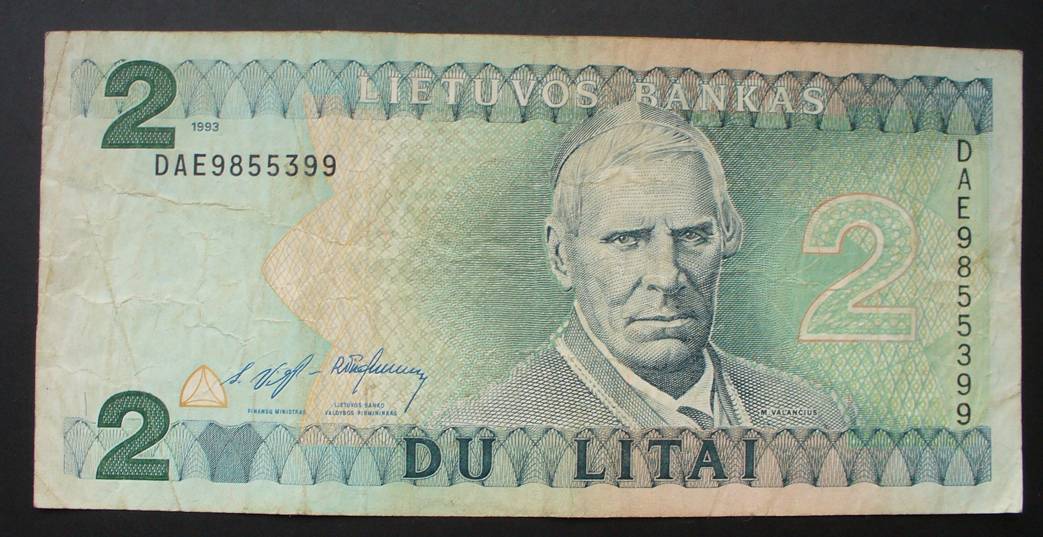 LIETUVOS BANKAS
2
1993
DAE9855399
DAE9855399
2
FINANSŲ MINISTRAS
LIETUVOS BANKO
VALDYBOS PIRMININKAS
M. VALANČIUS
2
DU LITAI